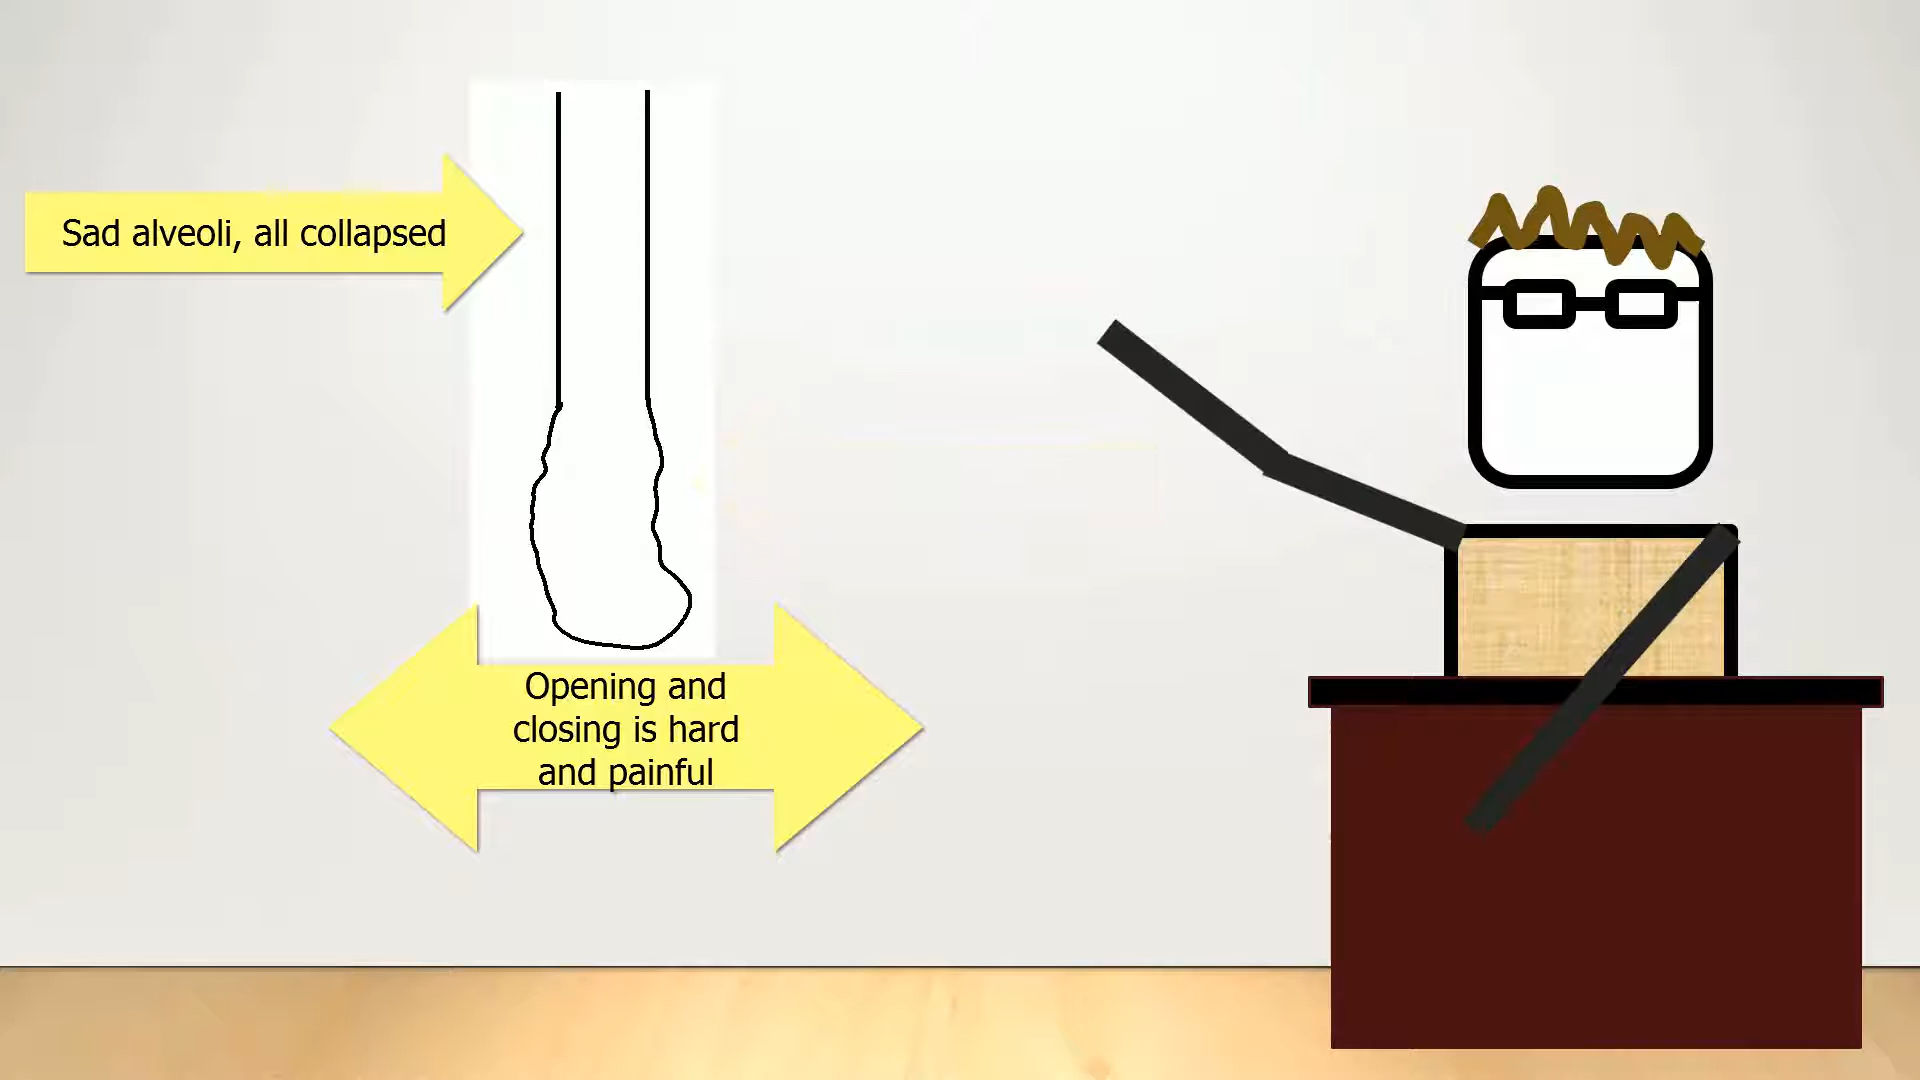 Sad alveoli, all collapsed
Opening and
closing is hard
and painful